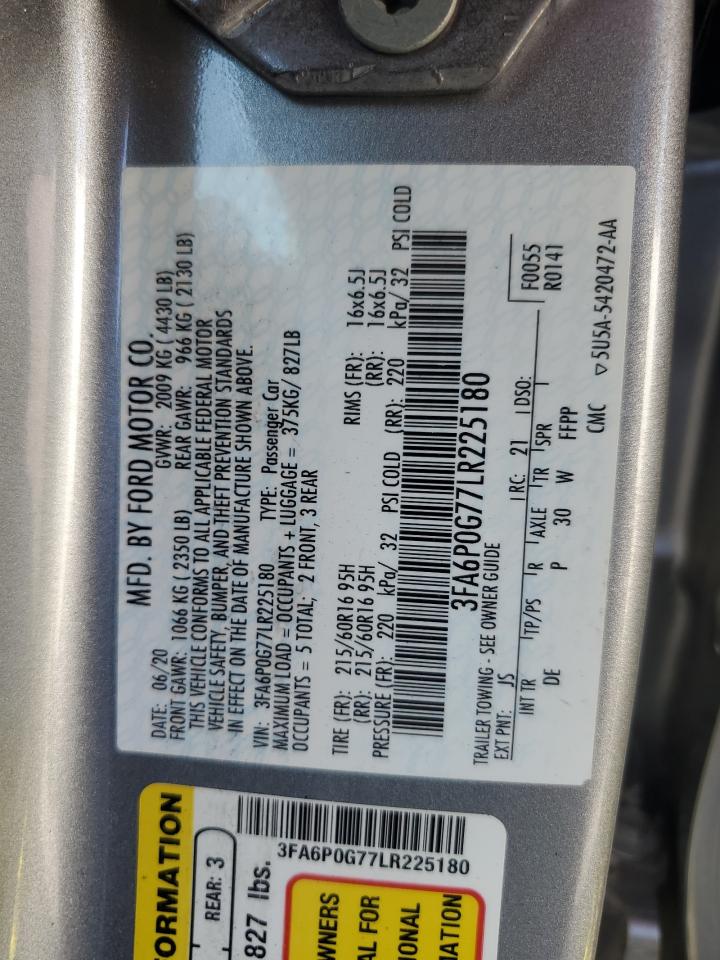 MFD. BY FORD MOTOR CO.
DATE: 06/20 GVWR: 2009 KG (4430 LB)
FRONT GAWR: 1066 KG (2350 LB) REAR GAWR: 966 KG (2130 LB)
THIS VEHICLE CONFORMS TO ALL APPLICABLE FEDERAL MOTOR
VEHICLE SAFETY, BUMPER, AND THEFT PREVENTION STANDARDS
IN EFFECT ON THE DATE OF MANUFACTURE SHOWN ABOVE.
VIN: 3FA6P0G77LR225180 TYPE: Passenger Car
MAXIMUM LOAD = OCCUPANTS + LUGGAGE = 375KG/ 827LB
OCCUPANTS = 5 TOTAL; 2 FRONT, 3 REAR
TIRE (FR): 215/60R16 95H RIMS (FR): 16x6.5J
(RR): 215/60R16 95H (RR): 16x6.5J
PRESSURE (FR): 220 kPa/ 32 PSI COLD (RR): 220 kPa/ 32 PSI COLD
3FA6P0G77LR225180
TRAILER TOWING - SEE OWNER GUIDE
EXT PNT: JS RC: 21 DSO: F0055
INT TR TP/PS R AXLE TR SPR R0141
DE P 30 W FFPP
CMC ▽5U5A-5420472-AA
ORMATION
REAR: 3
827 lbs.
3FA6P0G77LR225180
WNERS
AL FOR
IONAL
MATION